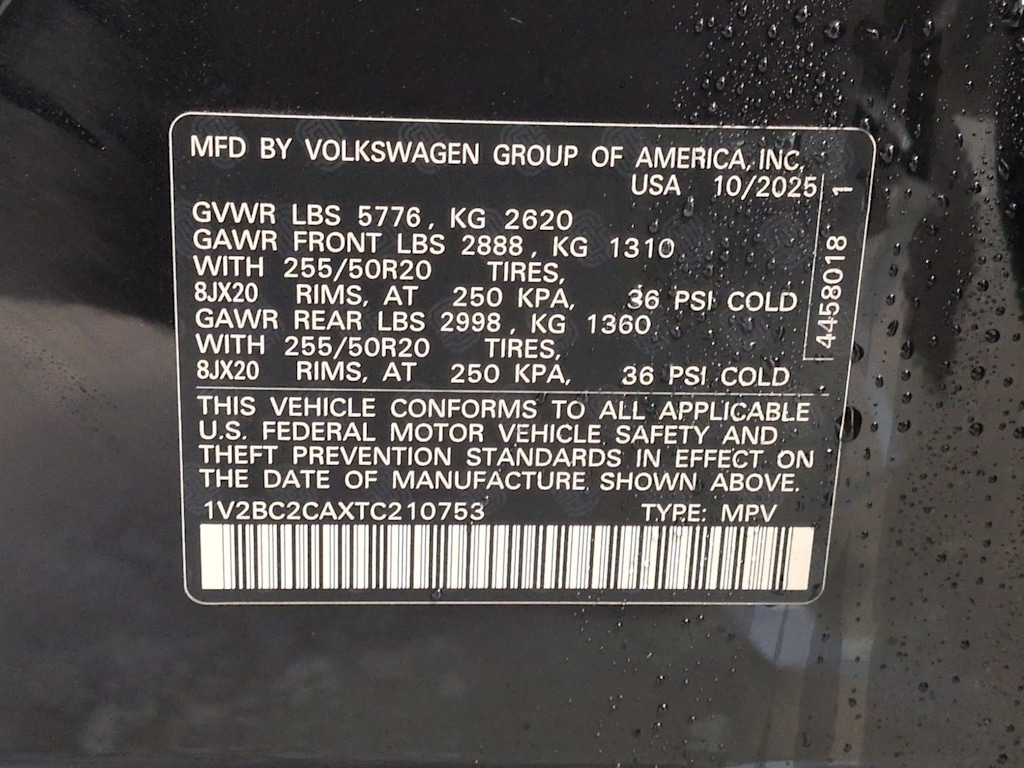 MFD BY VOLKSWAGEN GROUP OF AMERICA, INC.
USA 10/2025
GVWR LBS 5776, KG 2620
GAWR FRONT LBS 2888, KG 1310
WITH 255/50R20 TIRES,
8JX20 RIMS, AT 250 KPA, 36 PSI COLD
GAWR REAR LBS 2998, KG 1360
WITH 255/50R20 TIRES,
8JX20 RIMS, AT 250 KPA, 36 PSI COLD
4458018 1
THIS VEHICLE CONFORMS TO ALL APPLICABLE
U.S. FEDERAL MOTOR VEHICLE SAFETY AND
THEFT PREVENTION STANDARDS IN EFFECT ON
THE DATE OF MANUFACTURE SHOWN ABOVE.
1V2BC2CAXTC210753 TYPE: MPV